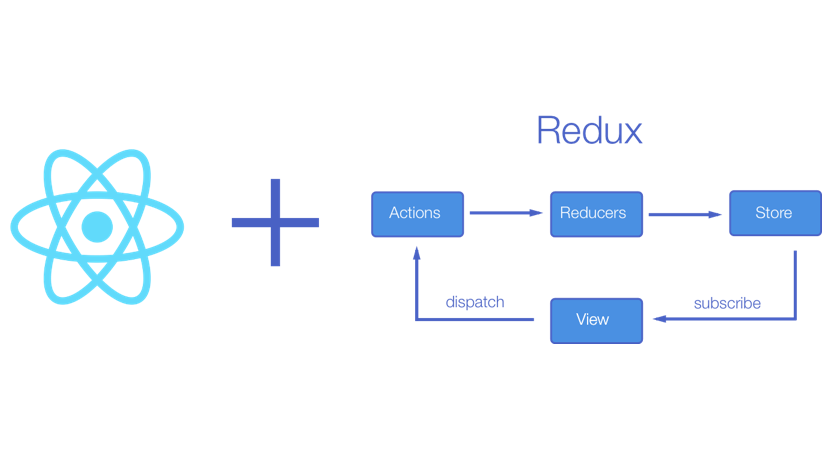 Redux
Actions
Reducers
Store
dispatch
subscribe
View